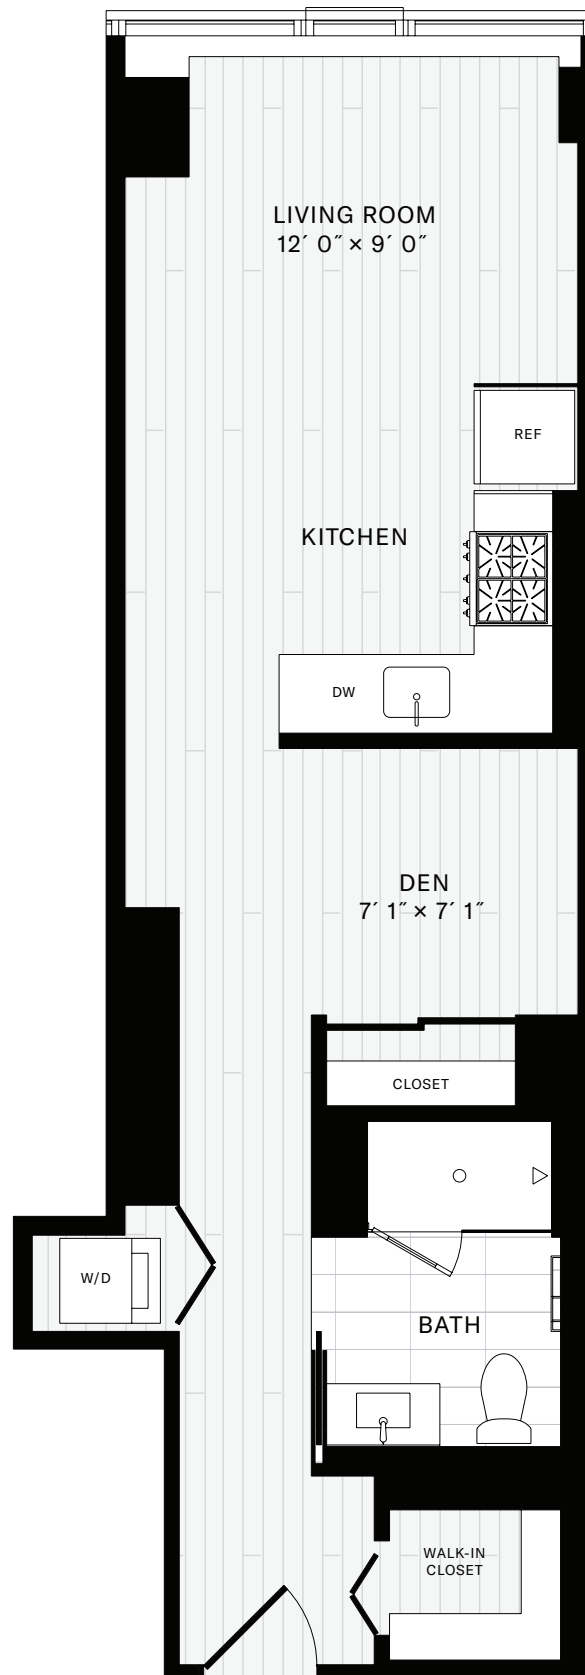 LIVING ROOM
12´ 0˝ × 9´ 0˝
REF
KITCHEN
DW
DEN
7´ 1˝ × 7´ 1˝
CLOSET
W/D
BATH
WALK-IN
CLOSET